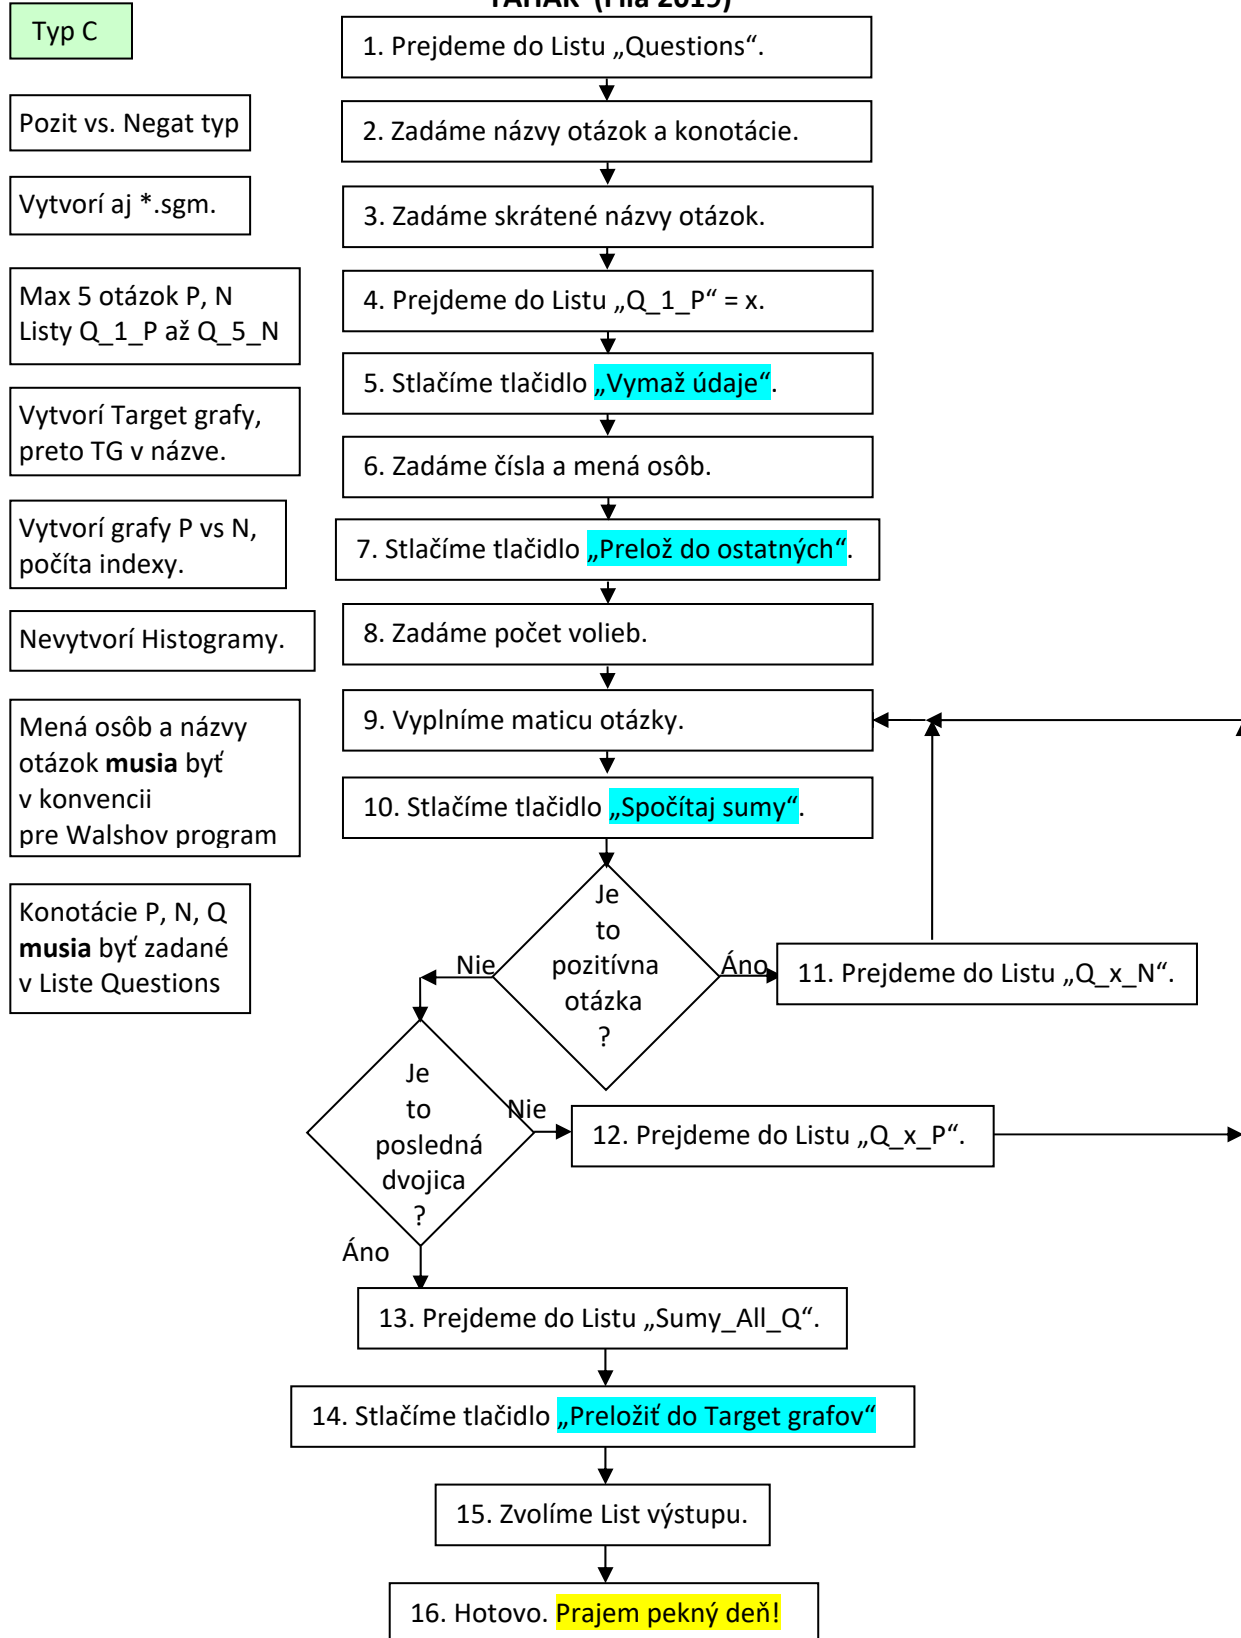 ŤAHÁK (Fila 2019)
Typ C
Pozit vs. Negat typ
Vytvorí aj *.sgm.
Max 5 otázok P, N
Listy Q_1_P až Q_5_N
Vytvorí Target grafy,
preto TG v názve.
Vytvorí grafy P vs N,
počíta indexy.
Nevytvorí Histogramy.
Mená osôb a názvy
otázok musia byť
v konvencii
pre Walshov program
Konotácie P, N, Q
musia byť zadané
v Liste Questions
1. Prejdeme do Listu „Questions“.
2. Zadáme názvy otázok a konotácie.
3. Zadáme skrátené názvy otázok.
4. Prejdeme do Listu „Q_1_P“ = x.
5. Stlačíme tlačidlo „Vymaž údaje“.
6. Zadáme čísla a mená osôb.
7. Stlačíme tlačidlo „Prelož do ostatných“.
8. Zadáme počet volieb.
9. Vyplníme maticu otázky.
10. Stlačíme tlačidlo „Spočítaj sumy“.
Je
to
pozitívna
otázka
?
Nie
Áno
11. Prejdeme do Listu „Q_x_N“.
Je
to
posledná
dvojica
?
Nie
12. Prejdeme do Listu „Q_x_P“.
Áno
13. Prejdeme do Listu „Sumy_All_Q“.
14. Stlačíme tlačidlo „Preložiť do Target grafov“
15. Zvolíme List výstupu.
16. Hotovo. Prajem pekný deň!